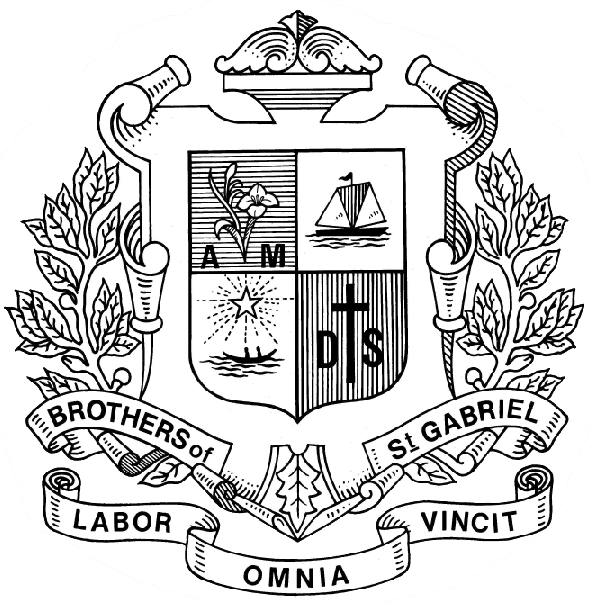 A M
D S
BROTHERS of St GABRIEL
LABOR OMNIA VINCIT